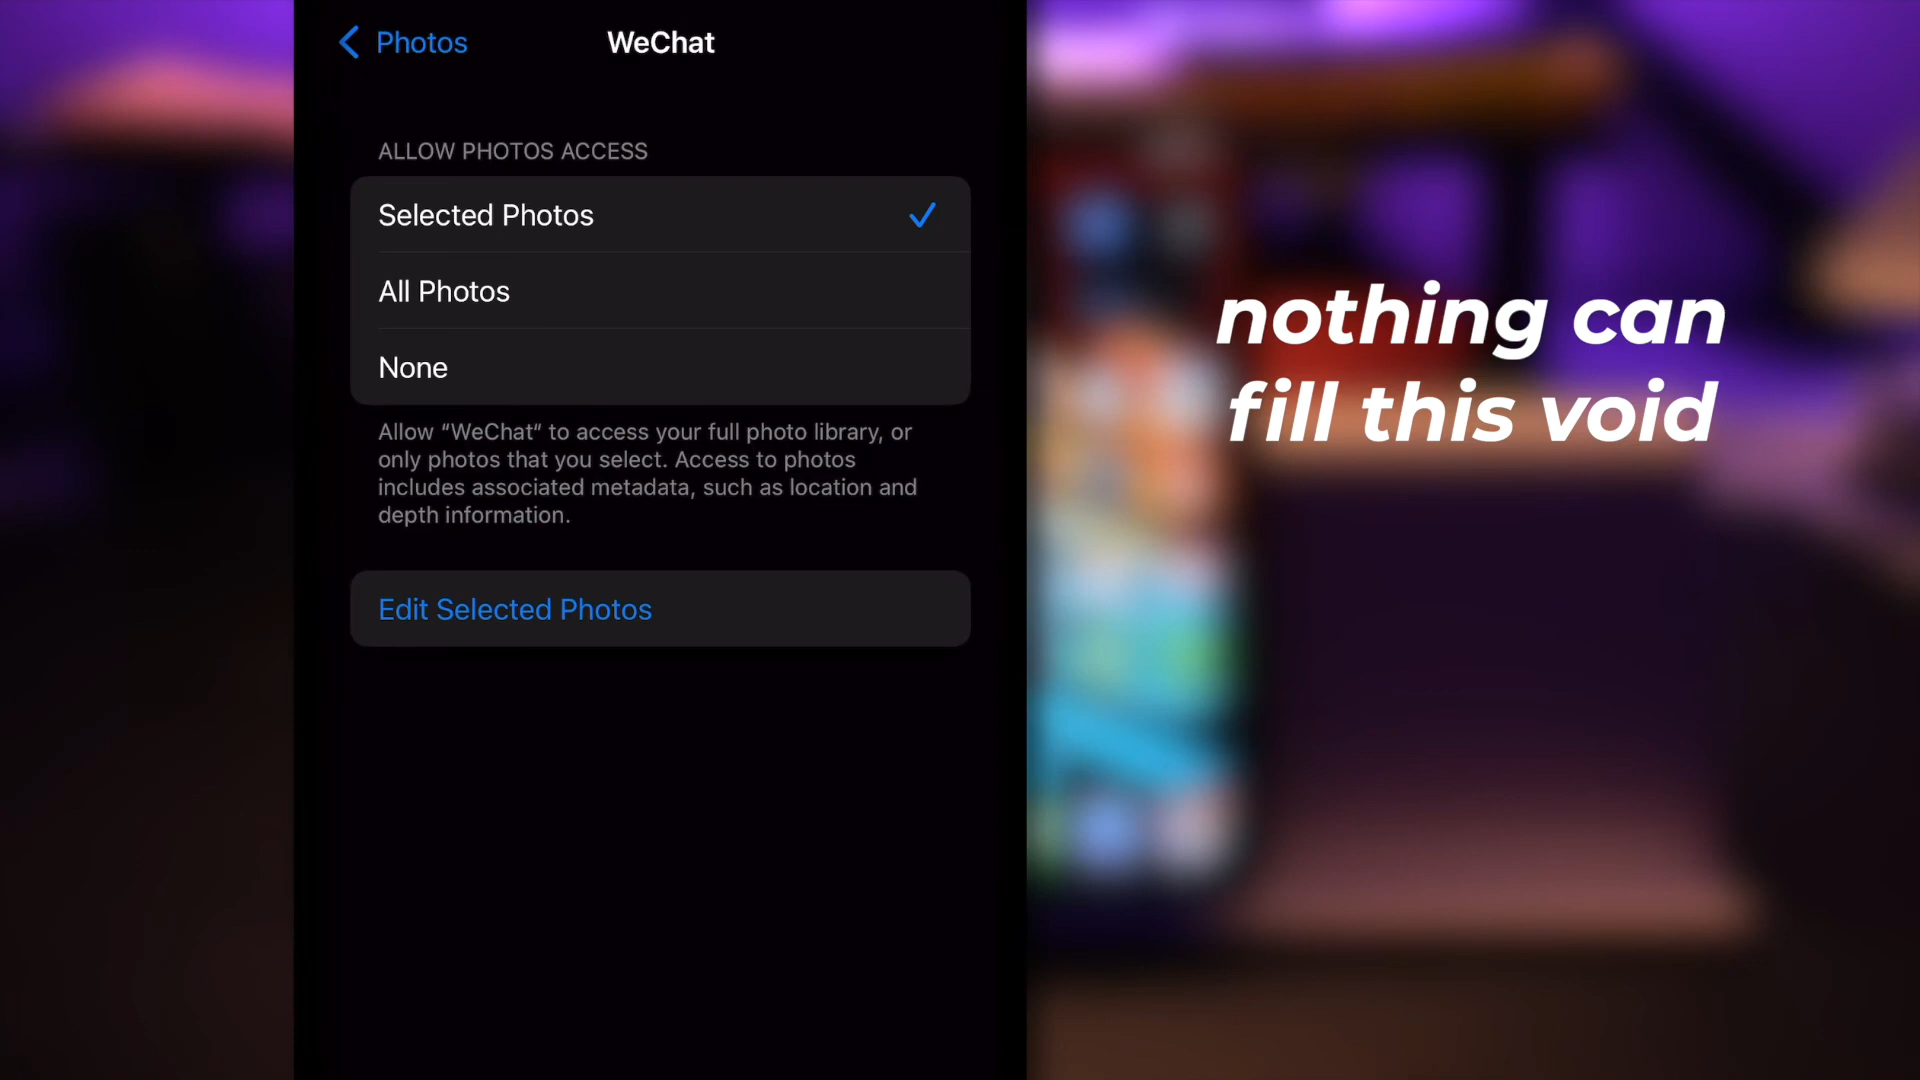 Photos
WeChat
ALLOW PHOTOS ACCESS
Selected Photos
All Photos
None
Allow “WeChat“ to access your full photo library, or
only photos that you select. Access to photos
includes associated metadata, such as location and
depth information.
Edit Selected Photos
nothing can
fill this void